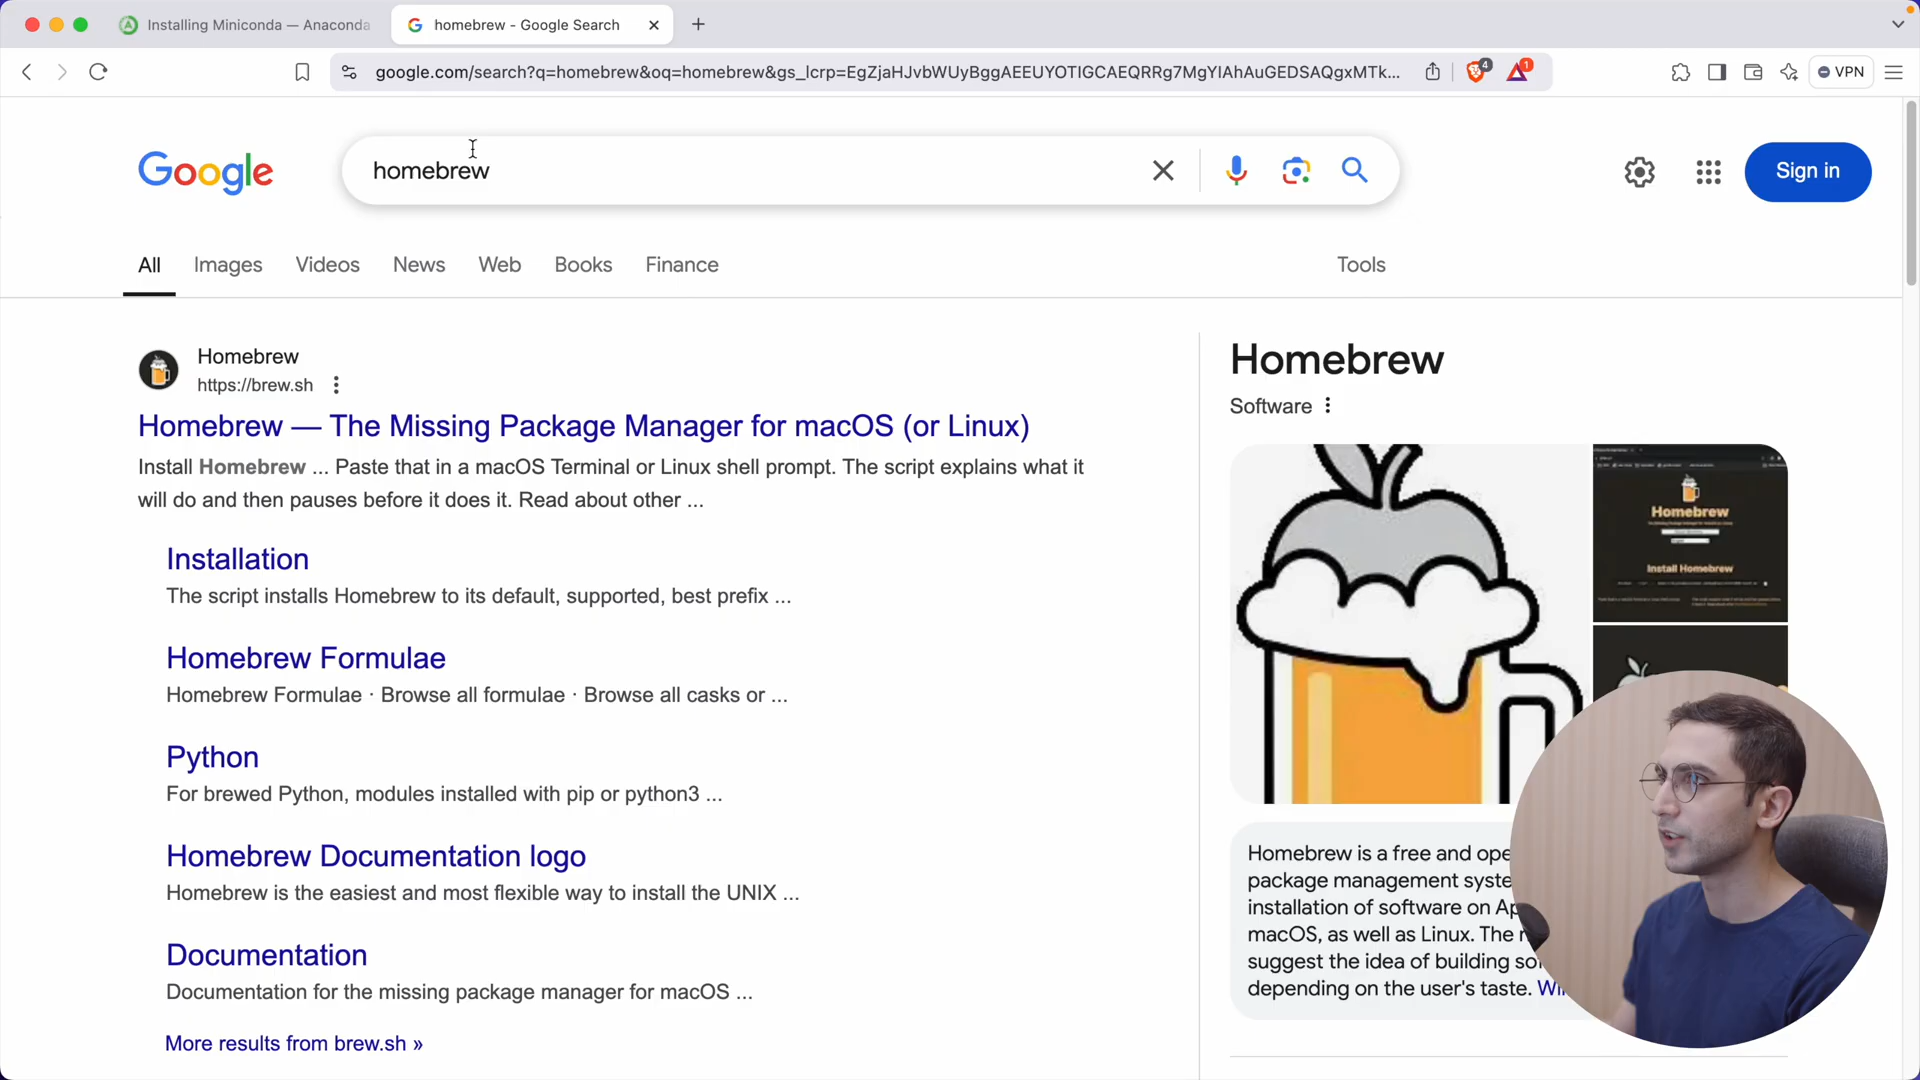 Installing Miniconda — Anaconda
homebrew - Google Search
google.com/search?q=homebrew&oq=homebrew&gs_lcrp=EgZjaHJvbWUyBggAEEUYOTIGCAEQRRg7MgYIAhAuGEDSAQgxMTk...
4
1
VPN
Google
homebrew
Sign in
All
Images
Videos
News
Web
Books
Finance
Tools
Homebrew
https://brew.sh
Homebrew — The Missing Package Manager for macOS (or Linux)
Install Homebrew ... Paste that in a macOS Terminal or Linux shell prompt. The script explains what it
will do and then pauses before it does it. Read about other ...
Installation
The script installs Homebrew to its default, supported, best prefix ...
Homebrew Formulae
Homebrew Formulae · Browse all formulae · Browse all casks or ...
Python
For brewed Python, modules installed with pip or python3 ...
Homebrew Documentation logo
Homebrew is the easiest and most flexible way to install the UNIX ...
Documentation
Documentation for the missing package manager for macOS ...
More results from brew.sh »
Homebrew
Software
Homebrew
Install Homebrew
Homebrew is a free and ope
package management syste
installation of software on Ap
macOS, as well as Linux. The n
suggest the idea of building so
depending on the user's taste. Wi